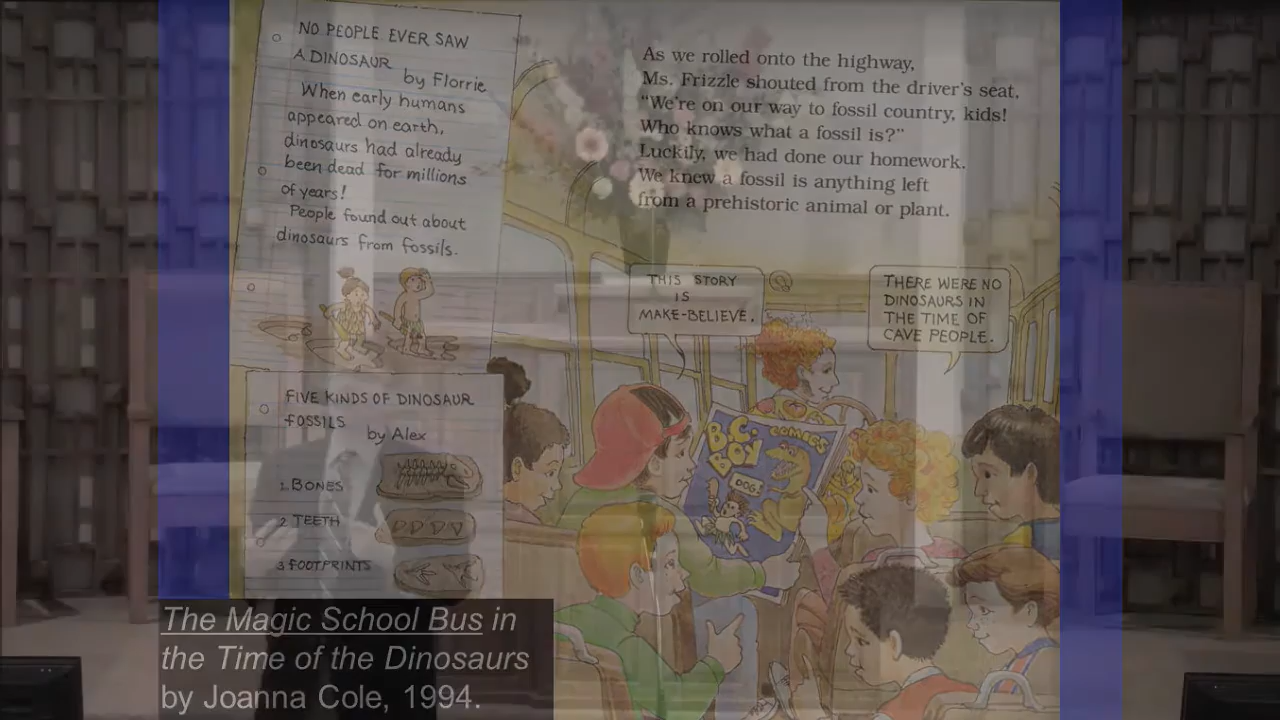 NO PEOPLE EVER SAW
A DINOSAUR
by Florrie
When early humans
appeared on earth,
dinosaurs had already
been dead for millions
of years!
People found out about
dinosaurs from fossils.
FIVE KINDS OF DINOSAUR
FOSSILS
by Alex
1. BONES
2 TEETH
3 FOOTPRINTS
As we rolled onto the highway,
Ms. Frizzle shouted from the driver's seat,
"We're on our way to fossil country, kids!
Who knows what a fossil is?"
Luckily, we had done our homework.
We knew a fossil is anything left
from a prehistoric animal or plant.
THIS STORY
IS
MAKE-BELIEVE.
THERE WERE NO
DINOSAURS IN
THE TIME OF
CAVE PEOPLE.
B.C.
BOY
COMICS
DOG!
The Magic School Bus in
the Time of the Dinosaurs
by Joanna Cole, 1994.